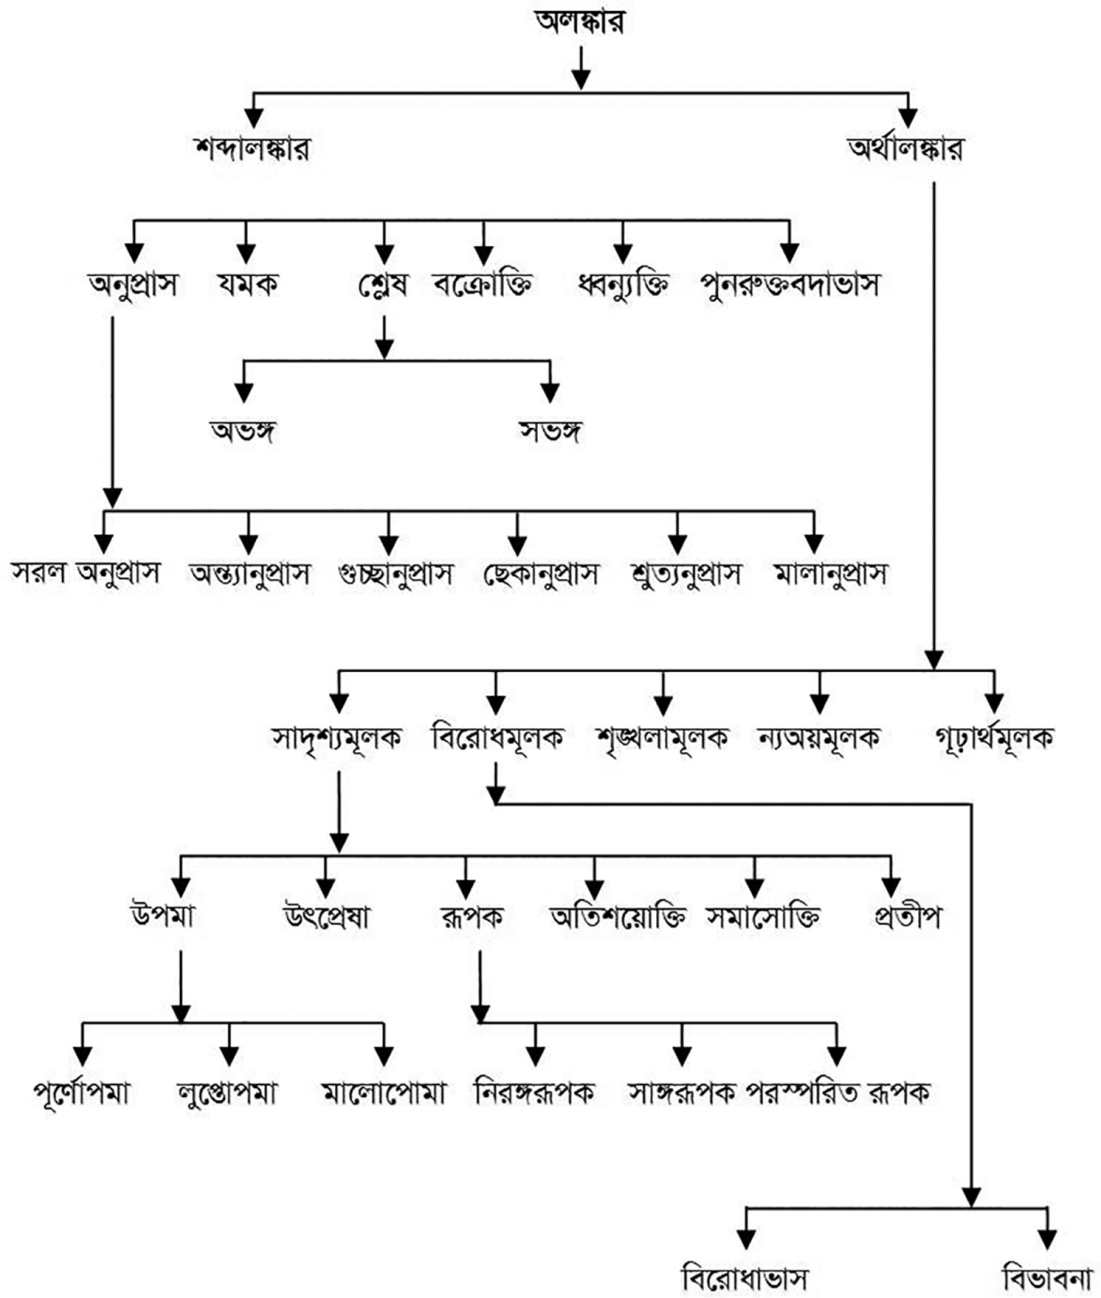 অলঙ্কার
শব্দালঙ্কার অর্থালঙ্কার
অনুপ্রাস যমক শ্লেষ বক্রোক্তি ধ্বন্যুক্তি পুনরুক্তবদাভাস
অভঙ্গ সভঙ্গ
সরল অনুপ্রাস অন্ত্যানুপ্রাস গুচ্ছানুপ্রাস ছেকানুপ্রাস শ্রুত্যনুপ্রাস মালানুপ্রাস
সাদৃশ্যমূলক বিরোধমূলক শৃঙ্খলামূলক ন্যঅয়মূলক গূঢ়ার্থমূলক
উপমা উৎপ্রেষা রূপক অতিশয়োক্তি সমাসোক্তি প্রতীপ
পূর্ণোপমা লুপ্তোপমা মালোপোমা নিরঙ্গরূপক সাঙ্গরূপক পরস্পরিত রূপক
বিরোধাভাস বিভাবনা